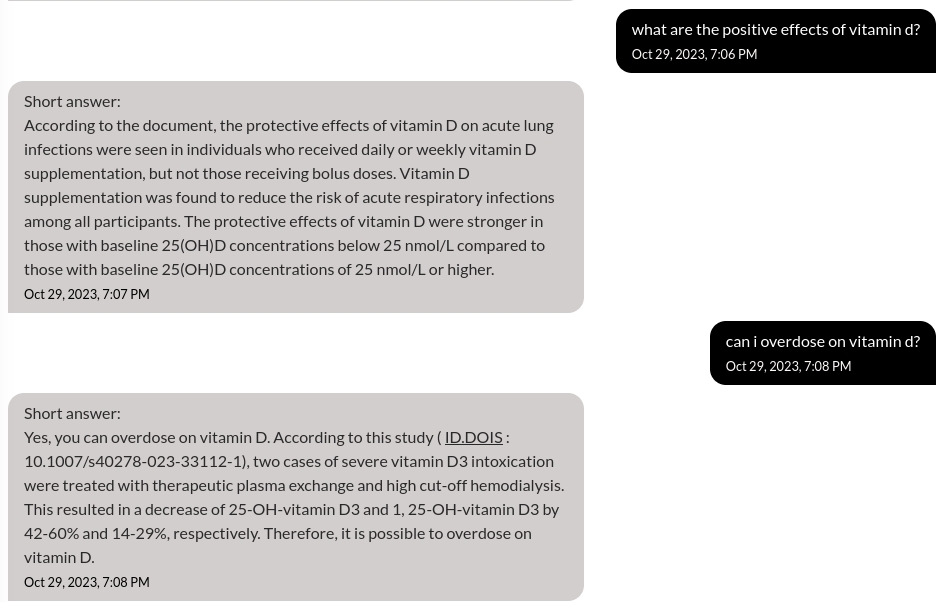 what are the positive effects of vitamin d?
Oct 29, 2023, 7:06 PM
Short answer:
According to the document, the protective effects of vitamin D on acute lung
infections were seen in individuals who received daily or weekly vitamin D
supplementation, but not those receiving bolus doses. Vitamin D
supplementation was found to reduce the risk of acute respiratory infections
among all participants. The protective effects of vitamin D were stronger in
those with baseline 25(OH)D concentrations below 25 nmol/L compared to
those with baseline 25(OH)D concentrations of 25 nmol/L or higher.
Oct 29, 2023, 7:07 PM
can i overdose on vitamin d?
Oct 29, 2023, 7:08 PM
Short answer:
Yes, you can overdose on vitamin D. According to this study ( ID.DOIS :
10.1007/s40278-023-33112-1), two cases of severe vitamin D3 intoxication
were treated with therapeutic plasma exchange and high cut-off hemodialysis.
This resulted in a decrease of 25-OH-vitamin D3 and 1, 25-OH-vitamin D3 by
42-60% and 14-29%, respectively. Therefore, it is possible to overdose on
vitamin D.
Oct 29, 2023, 7:08 PM